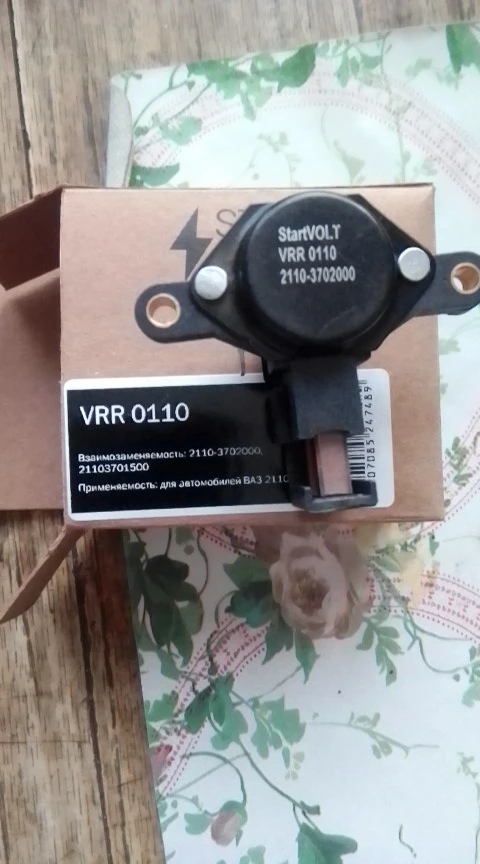 StartVOLT
VRR 0110
2110-3702000
VRR 0110
Взаимозаменяемость: 2110-3702000,
21103701500
Применяемость: для автомобилей ВАЗ 2110